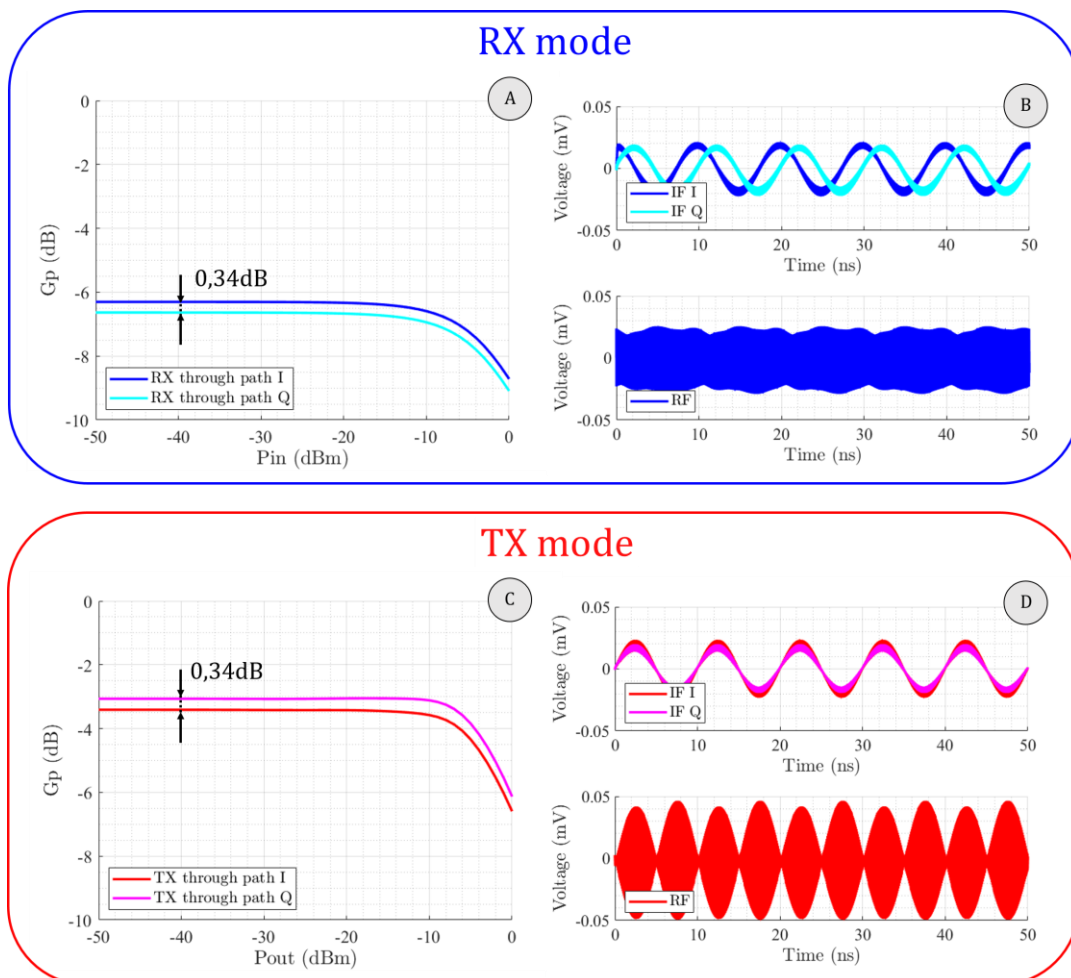 RX mode
A
0
-2
-4
-6
-8
-10
Gp (dB)
0,34dB
RX through path I
RX through path Q
-50 -40 -30 -20 -10 0
Pin (dBm)
B
0.05
0
-0.05
Voltage (mV)
IF I
IF Q
0 10 20 30 40 50
Time (ns)
0.05
0
-0.05
Voltage (mV)
RF
0 10 20 30 40 50
Time (ns)
TX mode
C
0
-2
-4
-6
-8
-10
Gp (dB)
0,34dB
TX through path I
TX through path Q
-50 -40 -30 -20 -10 0
Pout (dBm)
D
0.05
0
-0.05
Voltage (mV)
IF I
IF Q
0 10 20 30 40 50
Time (ns)
0.05
0
-0.05
Voltage (mV)
RF
0 10 20 30 40 50
Time (ns)